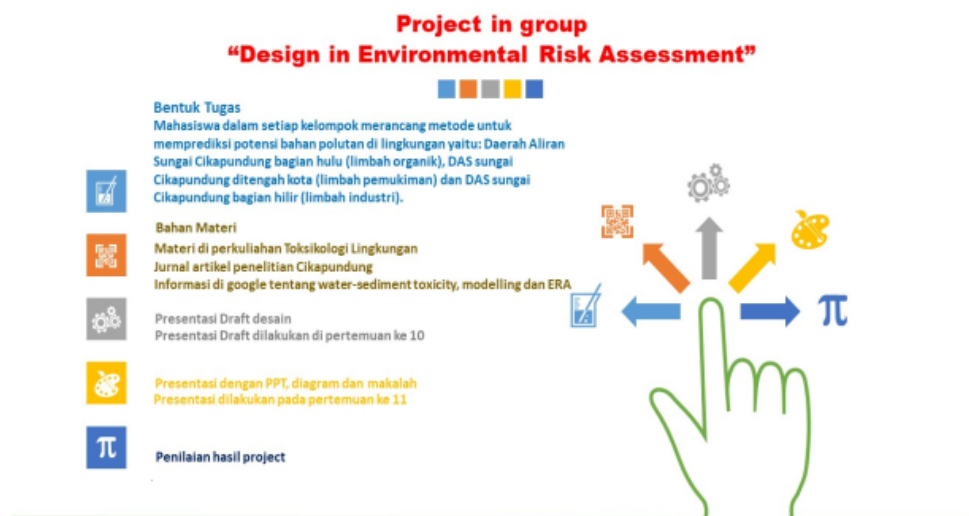 Project in group
“Design in Environmental Risk Assessment”
Bentuk Tugas
Mahasiswa dalam setiap kelompok merancang metode untuk
memprediksi potensi bahan polutan di lingkungan yaitu: Daerah Aliran
Sungai Cikapundung bagian hulu (limbah organik), DAS sungai
Cikapundung ditengah kota (limbah pemukiman) dan DAS sungai
Cikapundung bagian hilir (limbah industri).
Bahan Materi
Materi di perkuliahan Toksikologi Lingkungan
Jurnal artikel penelitian Cikapundung
Informasi di google tentang water-sediment toxicity, modelling dan ERA
Presentasi Draft desain
Presentasi Draft dilakukan di pertemuan ke 10
Presentasi dengan PPT, diagram dan makalah
Presentasi dilakukan pada pertemuan ke 11
π
Penilaian hasil project
π